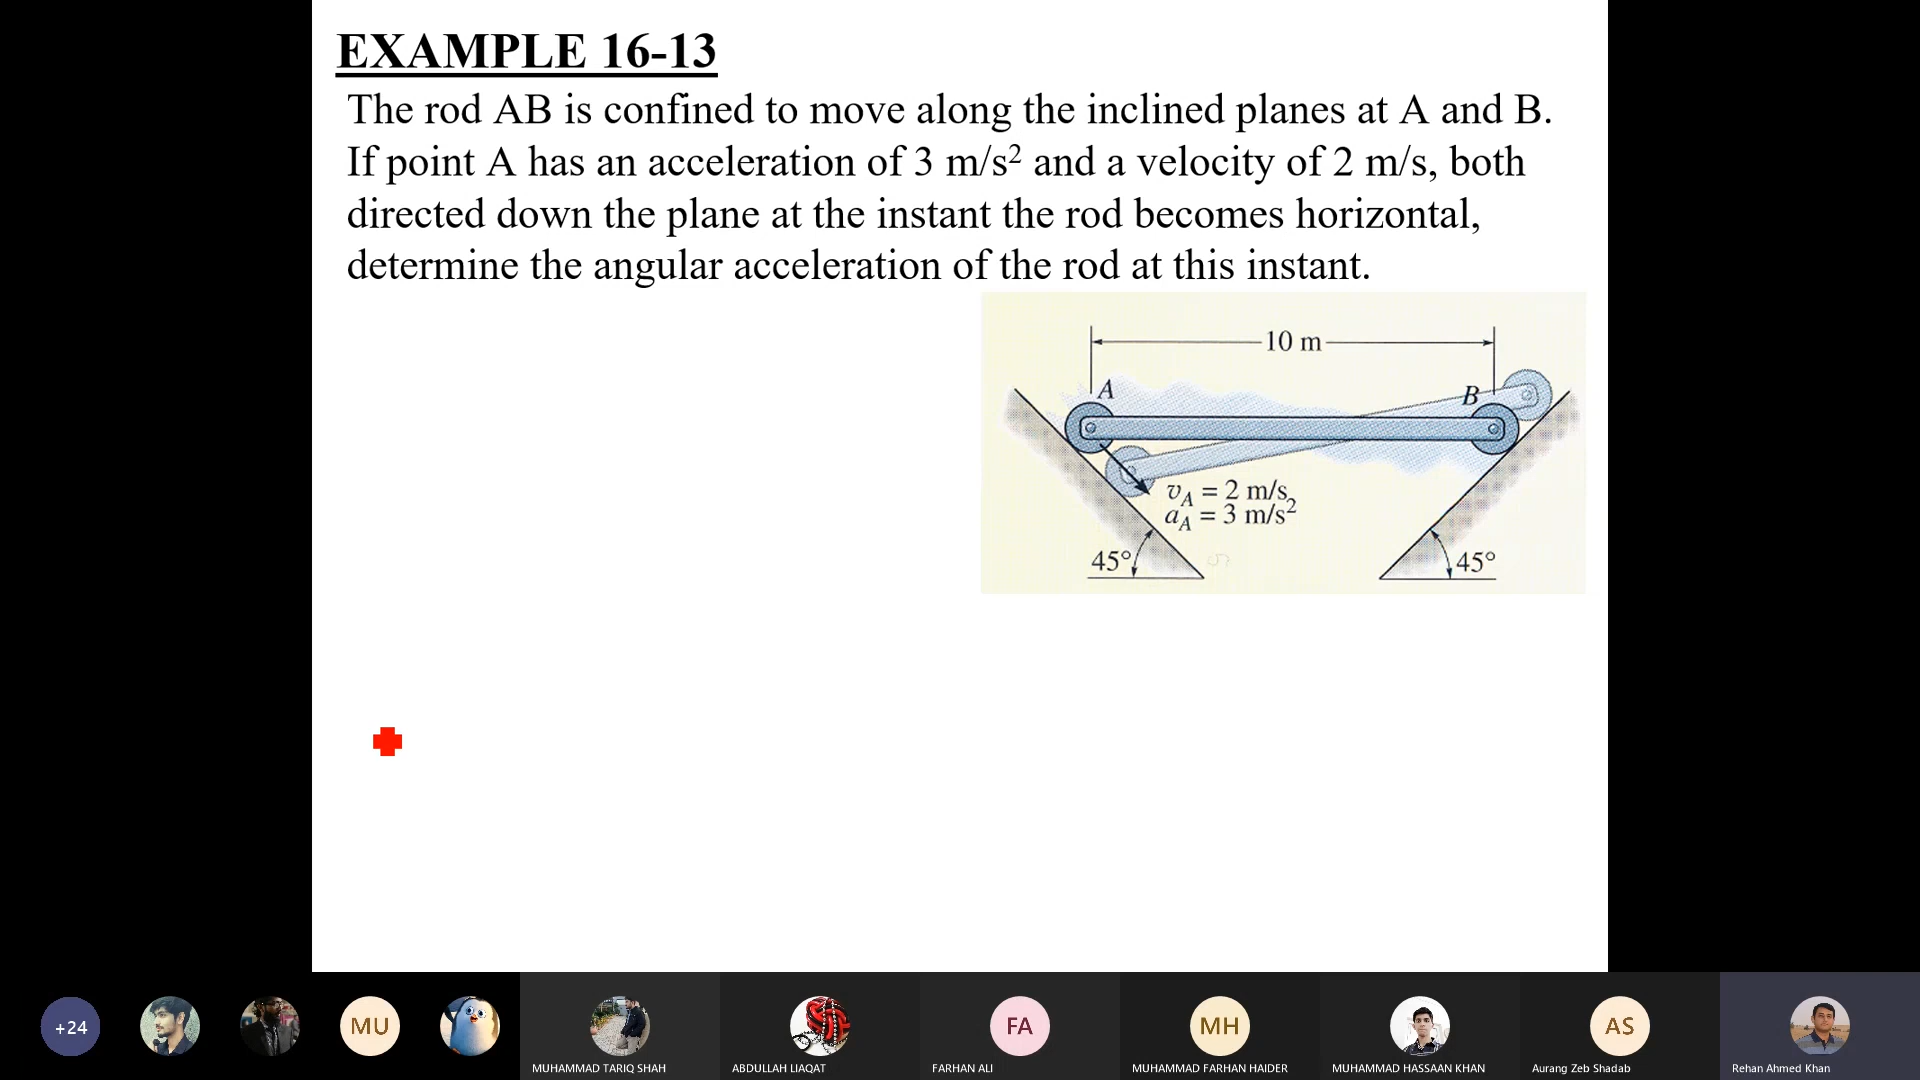 EXAMPLE 16-13
The rod AB is confined to move along the inclined planes at A and B.
If point A has an acceleration of 3 m/s² and a velocity of 2 m/s, both
directed down the plane at the instant the rod becomes horizontal,
determine the angular acceleration of the rod at this instant.
10 m
A
B
v_A = 2 m/s
a_A = 3 m/s²
45°
45°
+24
MU
FA
MH
AS
MUHAMMAD TARIQ SHAH
ABDULLAH LIAQAT
FARHAN ALI
MUHAMMAD FARHAN HAIDER
MUHAMMAD HASSAAN KHAN
Aurang Zeb Shadab
Rehan Ahmed Khan